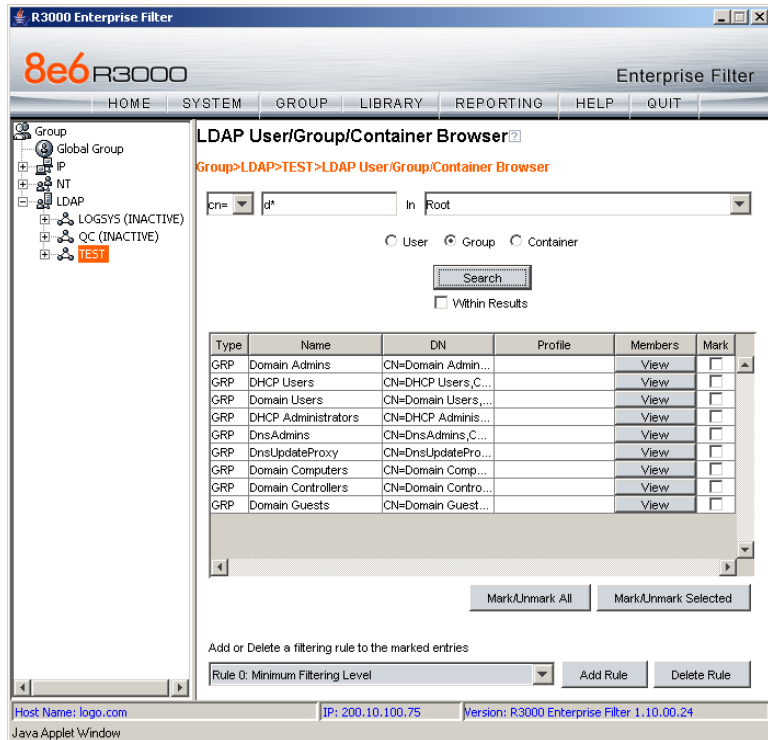 R3000 Enterprise Filter
8e6 R3000
Enterprise Filter
HOME SYSTEM GROUP LIBRARY REPORTING HELP QUIT
Group
Global Group
IP
NT
LDAP
LOGSYS (INACTIVE)
QC (INACTIVE)
TEST
LDAP User/Group/Container Browser?
Group>LDAP>TEST>LDAP User/Group/Container Browser
cn= d* In Root
User Group Container
Search
Within Results
Type Name DN Profile Members Mark
GRP Domain Admins CN=Domain Admin... View
GRP DHCP Users CN=DHCP Users,C... View
GRP Domain Users CN=Domain Users,... View
GRP DHCP Administrators CN=DHCP Adminis... View
GRP DnsAdmins CN=DnsAdmins,C... View
GRP DnsUpdateProxy CN=DnsUpdatePro... View
GRP Domain Computers CN=Domain Comp... View
GRP Domain Controllers CN=Domain Contro... View
GRP Domain Guests CN=Domain Guest... View
Mark/Unmark All Mark/Unmark Selected
Add or Delete a filtering rule to the marked entries
Rule 0: Minimum Filtering Level Add Rule Delete Rule
Host Name: logo.com IP: 200.10.100.75 Version: R3000 Enterprise Filter 1.10.00.24
Java Applet Window